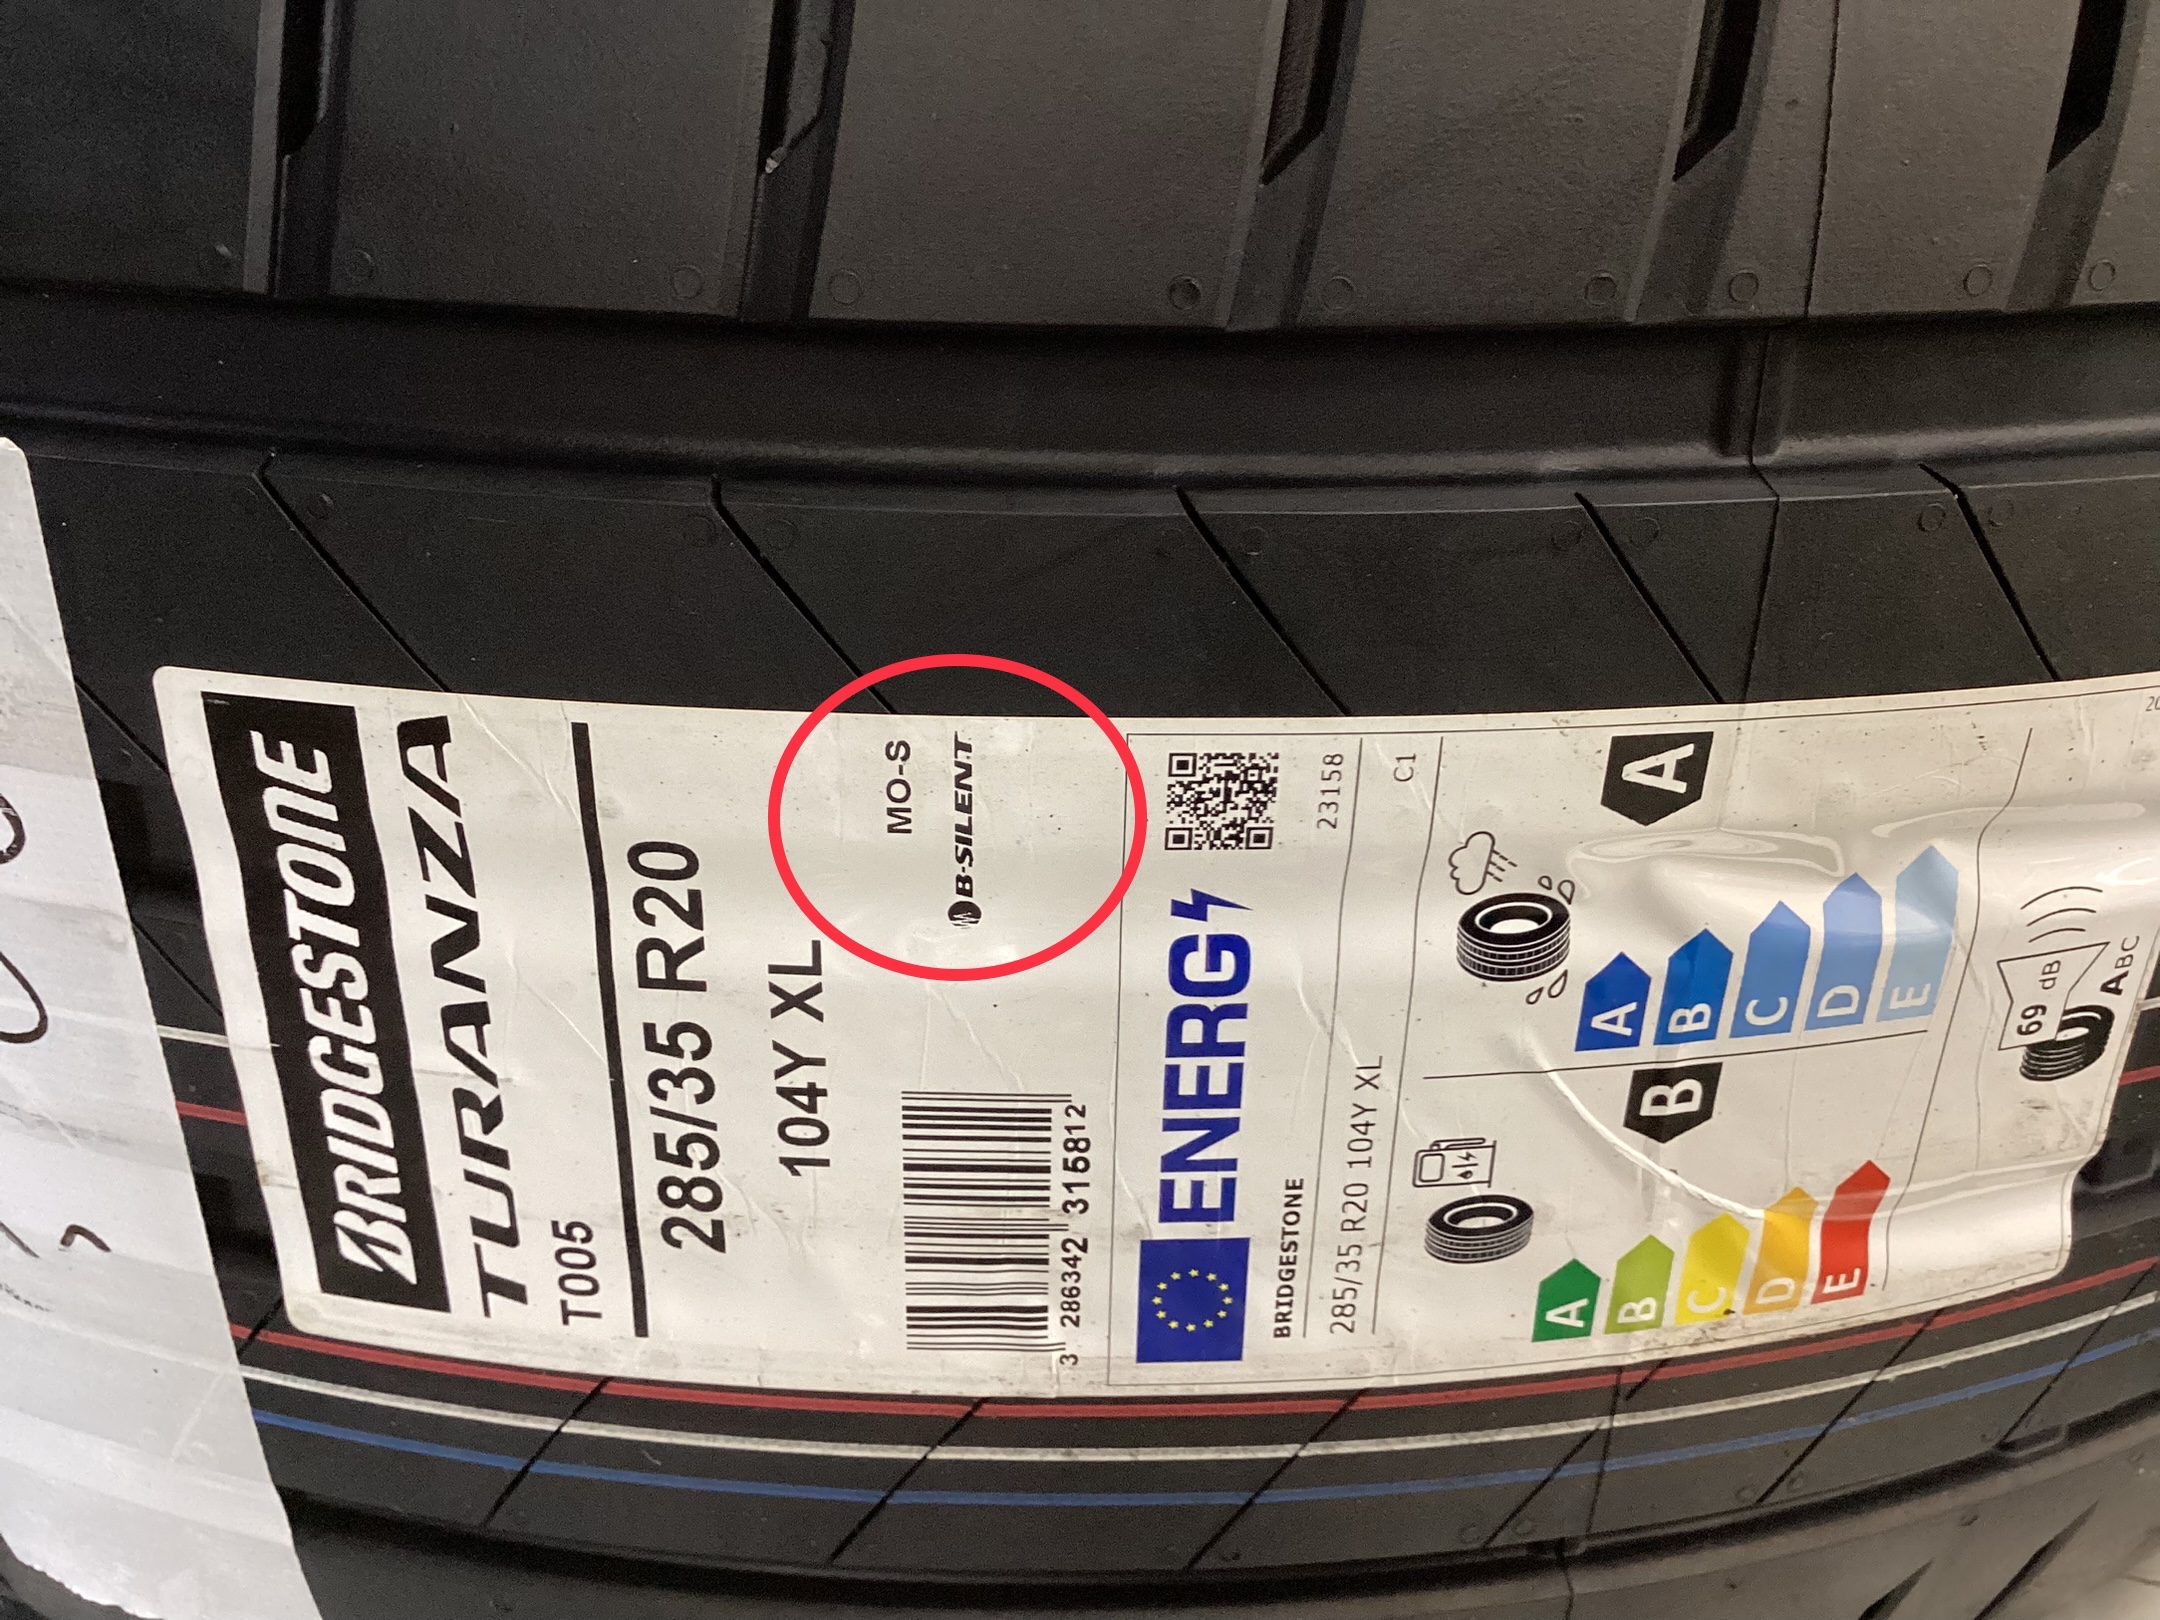 BRIDGESTONE
TURANZA
T005
285/35 R20
104Y XL
MO-S
B-SILENT
3 286342 315812
ENERG
BRIDGESTONE
23158
285/35 R20 104Y XL
C1
A
A
B
C
D
E
B
A
B
C
D
E
69 dB
ABC